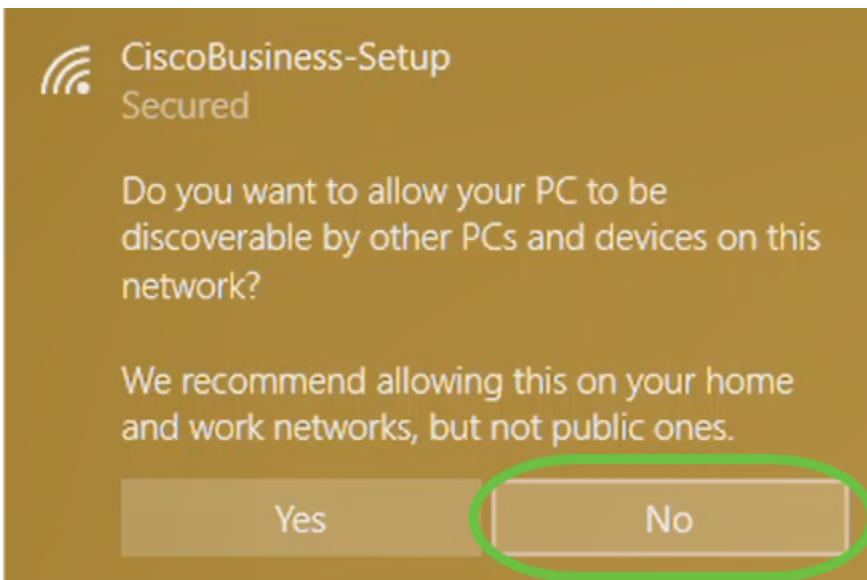 CiscoBusiness-Setup
Secured
Do you want to allow your PC to be
discoverable by other PCs and devices on this
network?
We recommend allowing this on your home
and work networks, but not public ones.
Yes
No